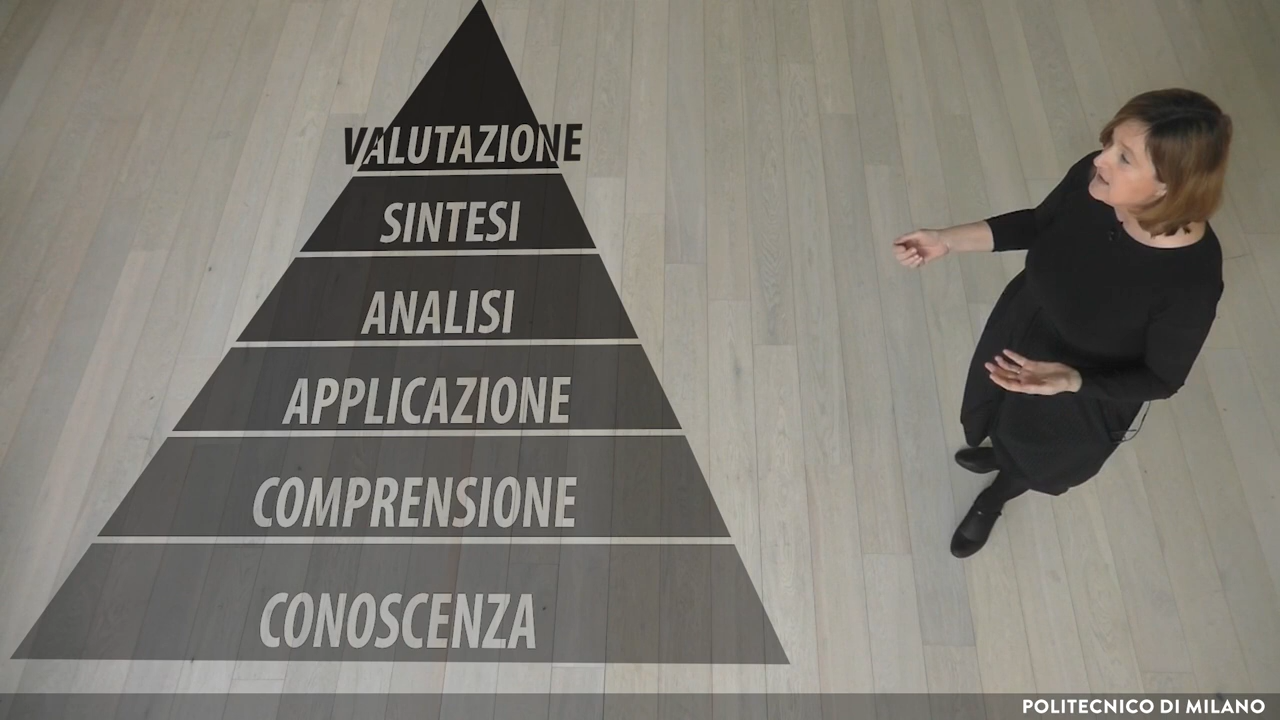 VALUTAZIONE
SINTESI
ANALISI
APPLICAZIONE
COMPRENSIONE
CONOSCENZA
POLITECNICO DI MILANO